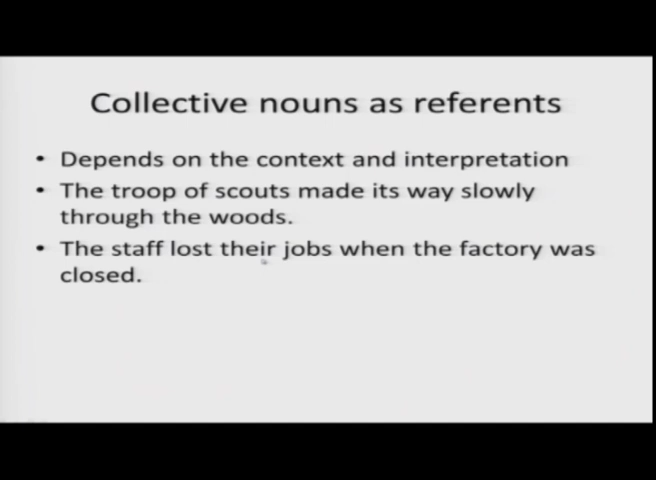 Collective nouns as referents
• Depends on the context and interpretation
• The troop of scouts made its way slowly
through the woods.
• The staff lost their jobs when the factory was
closed.